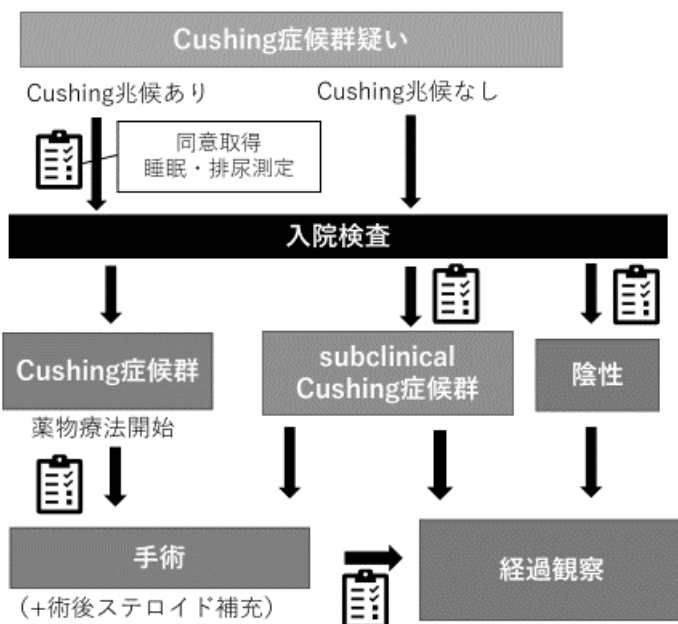 Cushing症候群疑い
Cushing兆候あり
Cushing兆候なし
同意取得
睡眠・排尿測定
入院検査
Cushing症候群
subclinical
Cushing症候群
陰性
薬物療法開始
手術
経過観察
(+術後ステロイド補充)